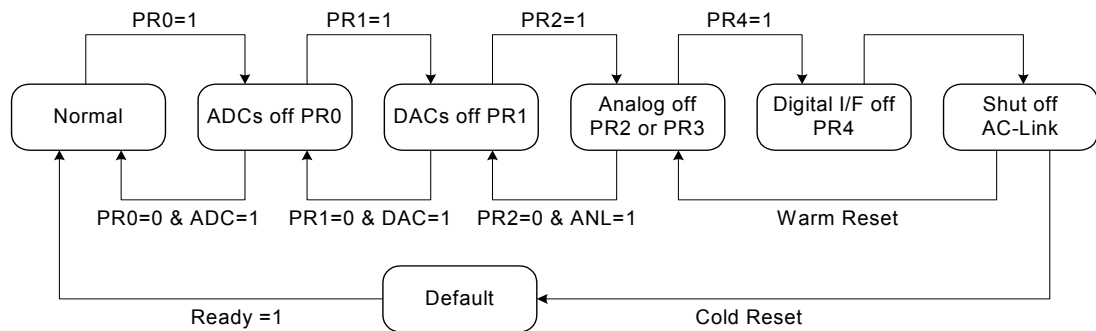 PR0=1
PR1=1
PR2=1
PR4=1
Normal
ADCs off PR0
DACs off PR1
Analog off
PR2 or PR3
Digital I/F off
PR4
Shut off
AC-Link
PR0=0 & ADC=1
PR1=0 & DAC=1
PR2=0 & ANL=1
Warm Reset
Default
Ready =1
Cold Reset